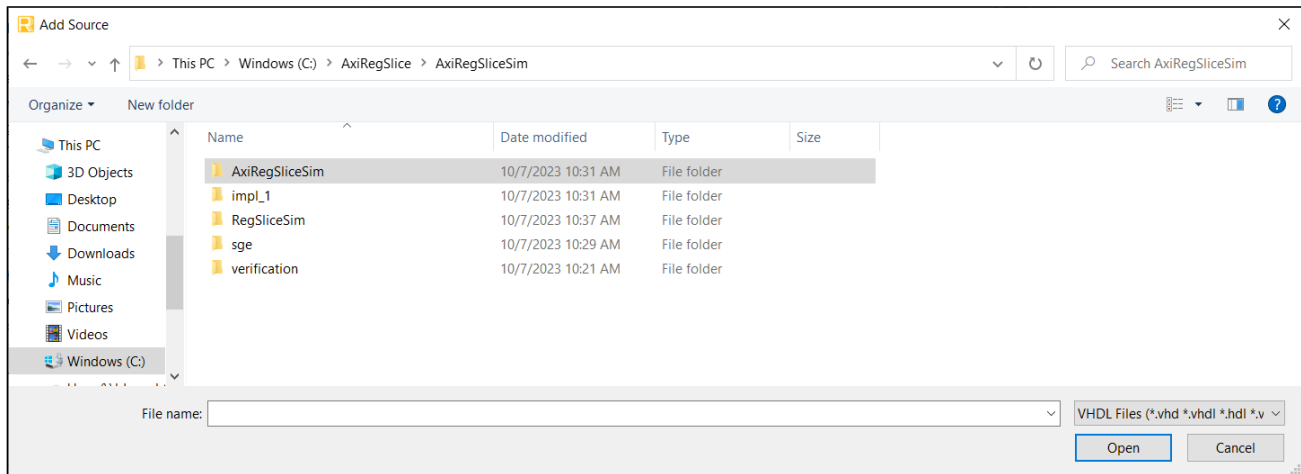 Add Source
This PC > Windows (C:) > AxiRegSlice > AxiRegSliceSim
Search AxiRegSliceSim
Organize New folder
Name Date modified Type Size
This PC
3D Objects
Desktop
Documents
Downloads
Music
Pictures
Videos
Windows (C:)
AxiRegSliceSim 10/7/2023 10:31 AM File folder
impl_1 10/7/2023 10:31 AM File folder
RegSliceSim 10/7/2023 10:37 AM File folder
sge 10/7/2023 10:29 AM File folder
verification 10/7/2023 10:21 AM File folder
File name:
VHDL Files (*.vhd *.vhdl *.hdl *.v
Open Cancel